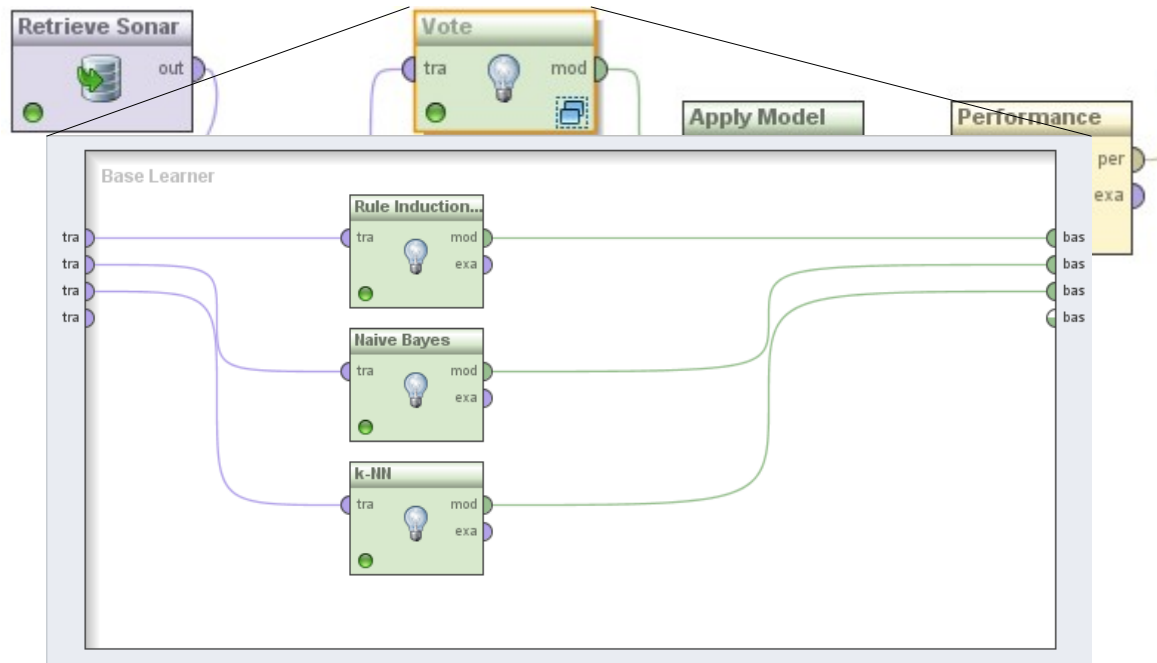 Retrieve Sonar
out
Vote
tra
mod
Apply Model
Performance
per
exa
Base Learner
tra
tra
tra
tra
Rule Induction...
tra
mod
exa
Naive Bayes
tra
mod
exa
k-NN
tra
mod
exa
bas
bas
bas
bas